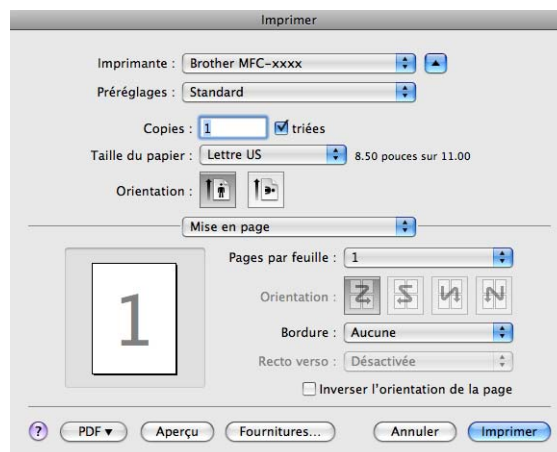 Imprimer
Imprimante : Brother MFC-xxxx
Préréglages : Standard
Copies : 1 triées
Taille du papier : Lettre US 8.50 pouces sur 11.00
Orientation :
Mise en page
1
Pages par feuille : 1
Orientation :
Bordure : Aucune
Recto verso : Désactivée
Inverser l'orientation de la page
? PDF Aperçu Fournitures... Annuler Imprimer